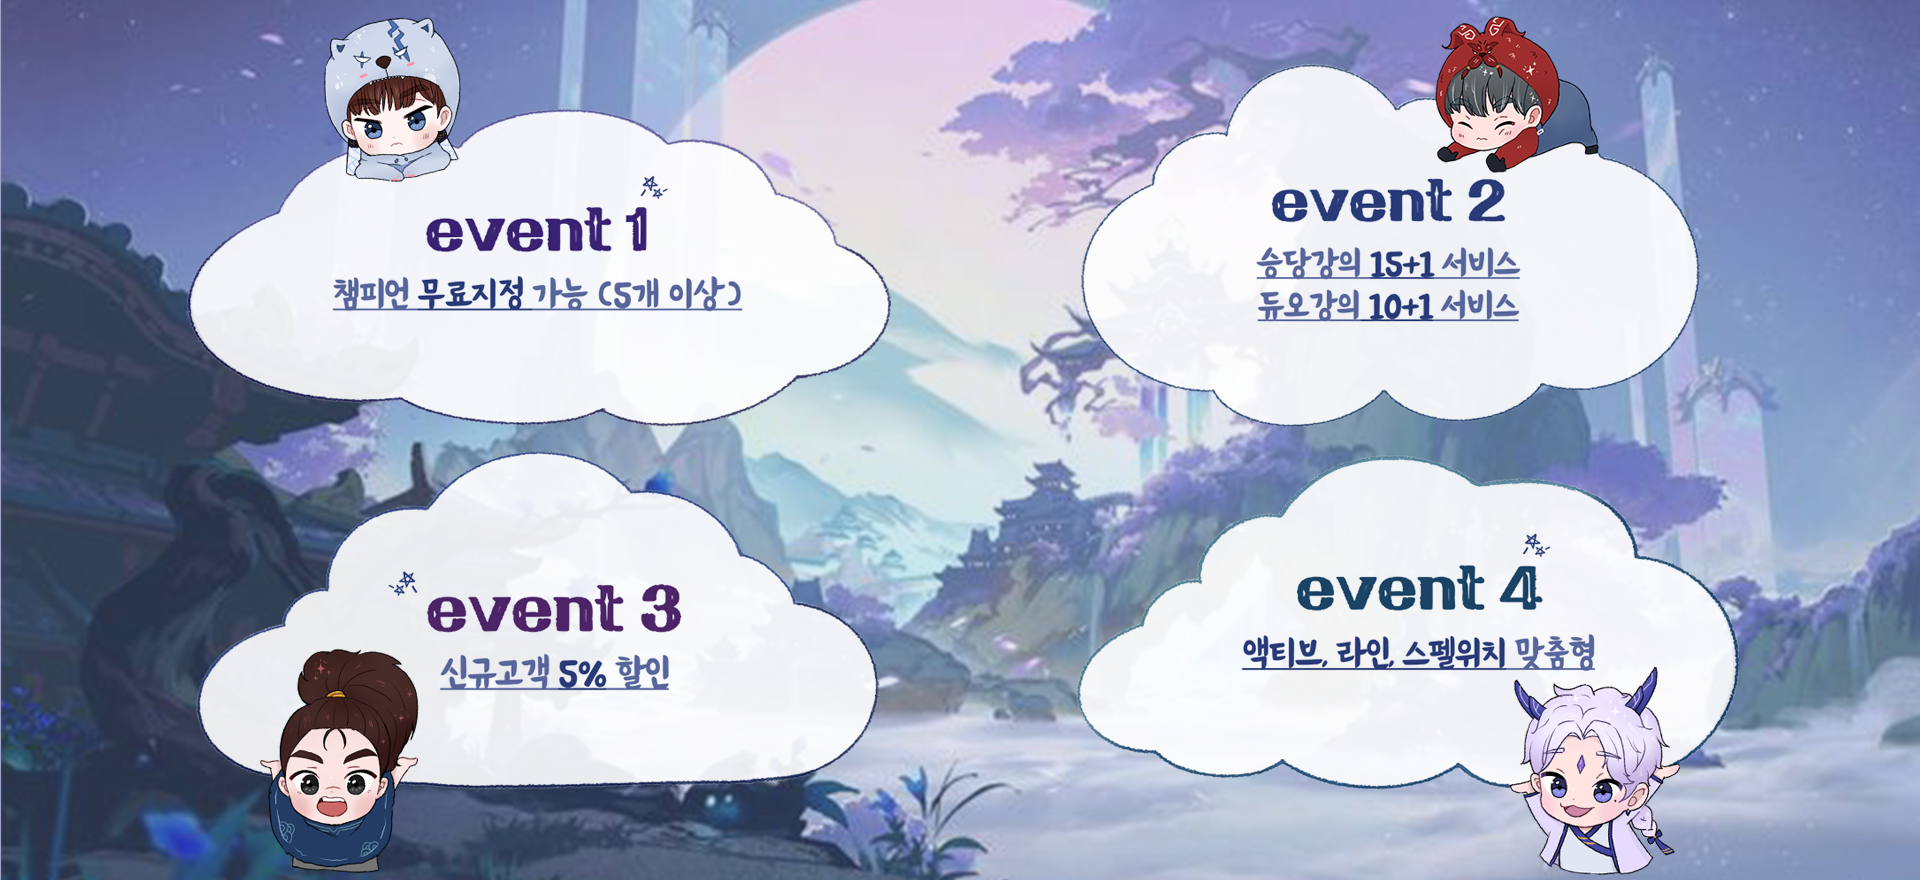 event 1
챔피언 무료지정 가능 (5개 이상)
event 2
승당강의 15+1 서비스
듀오강의 10+1 서비스
event 3
신규고객 5% 할인
event 4
액티브, 라인, 스펠위치 맞춤형